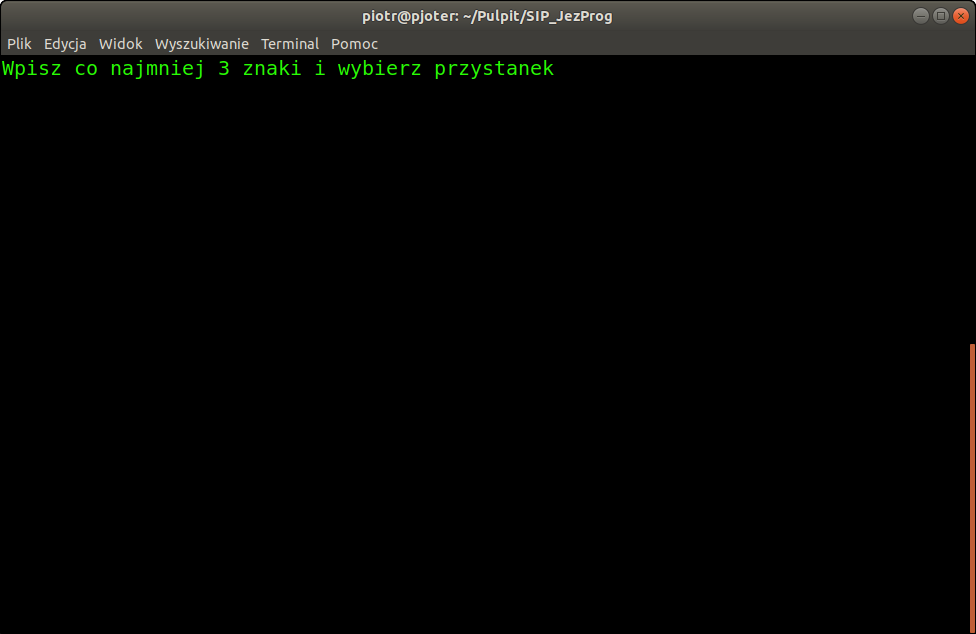 piotr@pjoter: ~/Pulpit/SIP_JezProg
Plik Edycja Widok Wyszukiwanie Terminal Pomoc
Wpisz co najmniej 3 znaki i wybierz przystanek